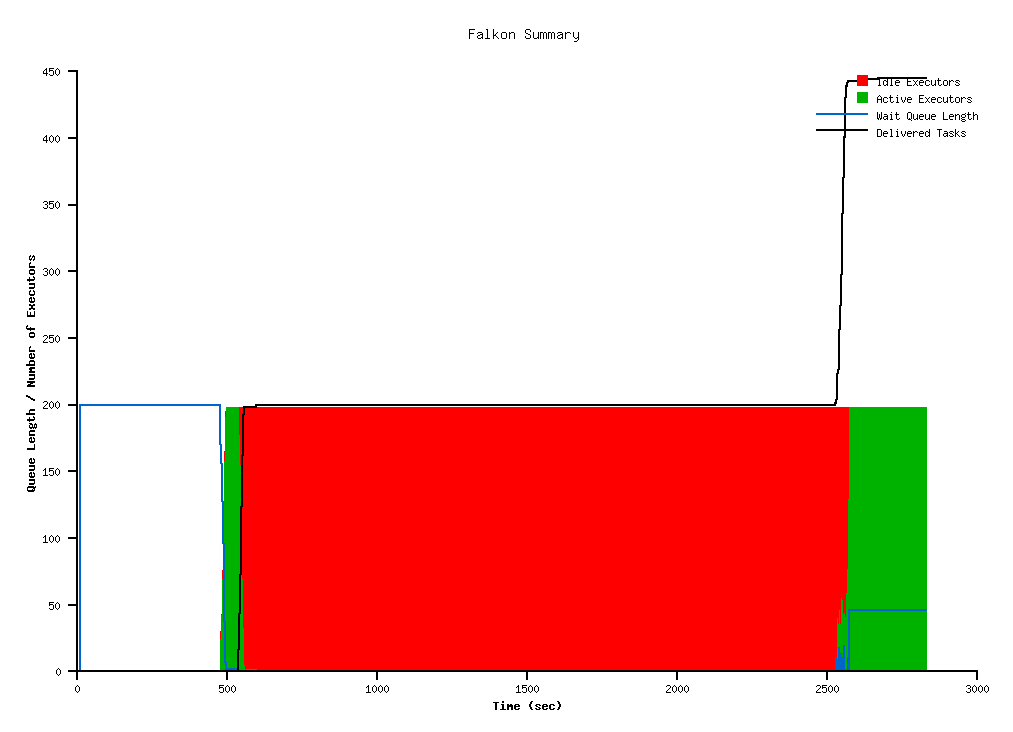 Falkon Summary
450
400
350
300
250
200
150
100
50
0
Queue Length / Number of Executors
Idle Executors
Active Executors
Wait Queue Length
Delivered Tasks
0
500
1000
1500
2000
2500
3000
Time (sec)